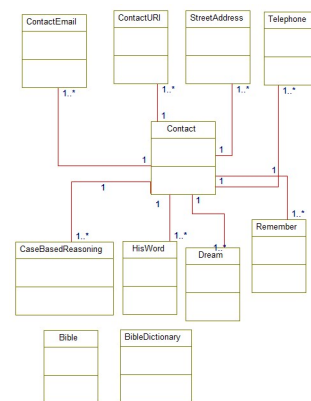 ContactEmail
ContactURI
StreetAddress
Telephone
1..*
1..*
1..*
1..*
1
Contact
1
1
1
1
1
1
1
1..*
1..*
1..*
1..*
CaseBasedReasoning
HisWord
Dream
Remember
Bible
BibleDictionary